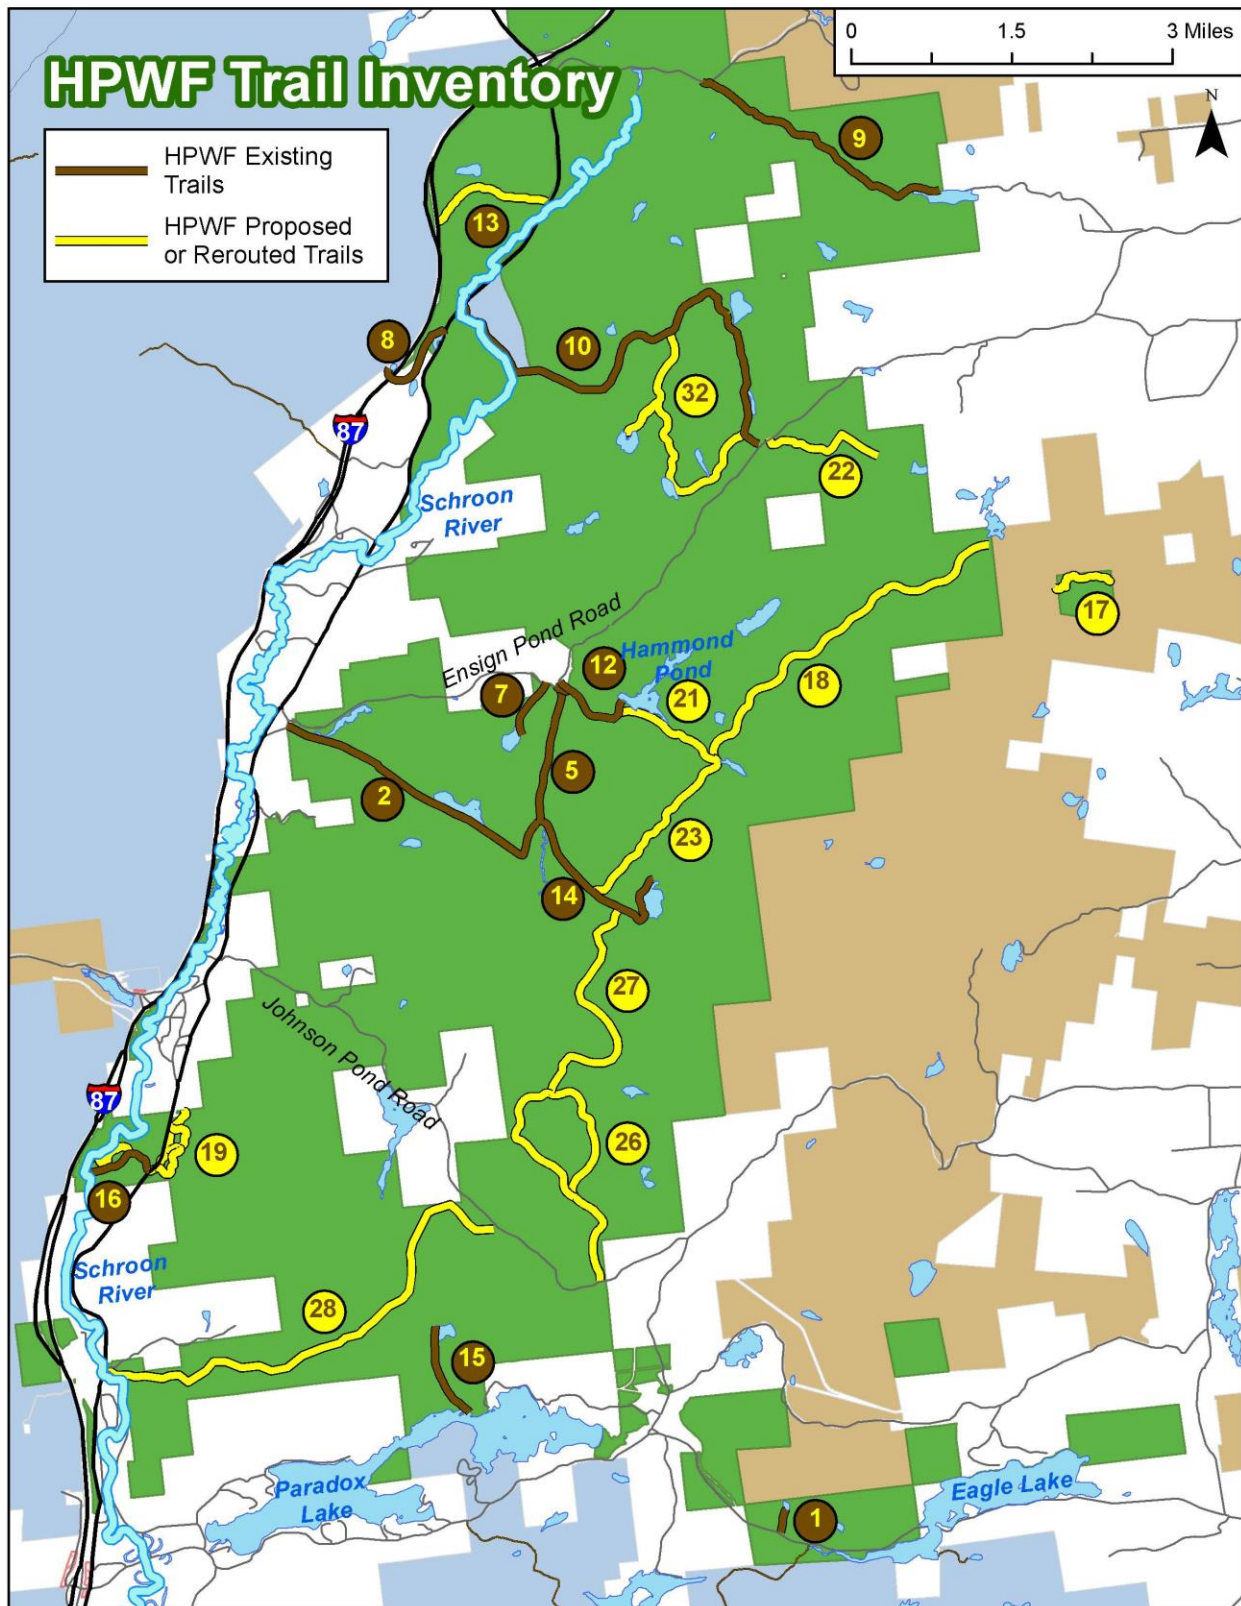 0 1.5 3 Miles
HPWF Trail Inventory
N
HPWF Existing
Trails
HPWF Proposed
or Rerouted Trails
9
13
8
10
32
87
22
Schroon
River
17
Ensign Pond Road
12
Hammond
Pond
7
21
18
5
2
23
14
27
Johnson Pond Road
87
26
19
16
Schroon
River
28
15
Paradox
Lake
Eagle Lake
1